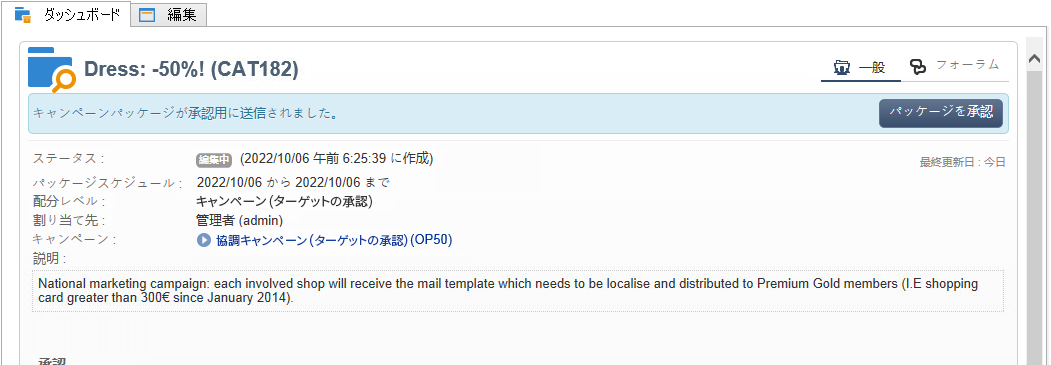 ダッシュボード 編集
Dress: -50%! (CAT182)
一般 フォーラム
キャンペーンパッケージが承認用に送信されました。 パッケージを承認
ステータス : 編集中 (2022/10/06 午前 6:25:39 に作成) 最終更新日 : 今日
パッケージスケジュール : 2022/10/06 から 2022/10/06 まで
配分レベル : キャンペーン (ターゲットの承認)
割り当て先 : 管理者 (admin)
キャンペーン : 協調キャンペーン (ターゲットの承認) (OP50)
説明 :
National marketing campaign: each involved shop will receive the mail template which needs to be localise and distributed to Premium Gold members (I.E shopping
card greater than 300€ since January 2014).
承認